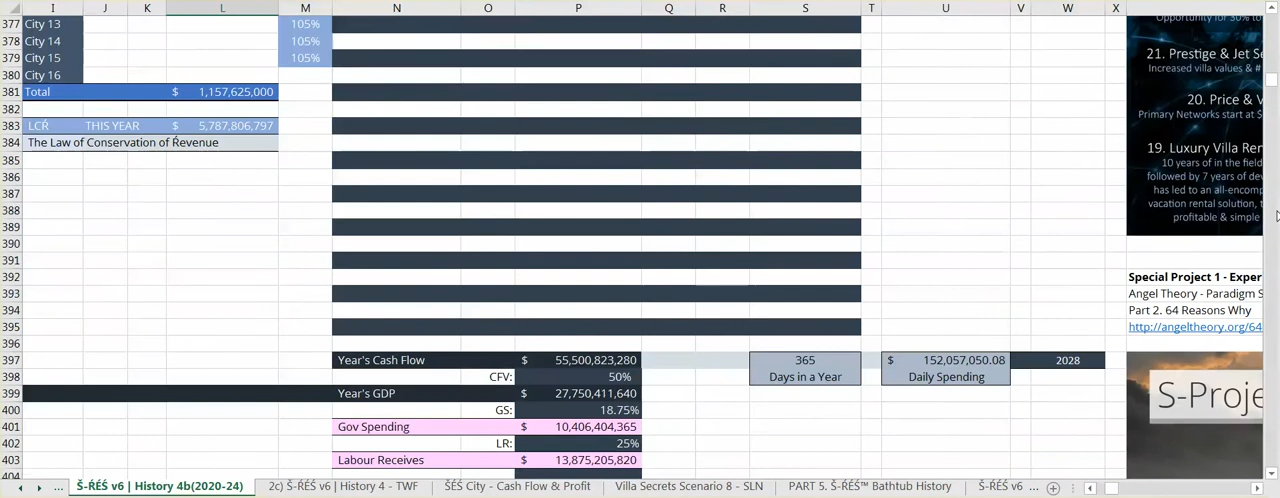 I J K L M N O P Q R S T U V W X
377 City 13 105%
378 City 14 105%
379 City 15 105%
380 City 16
381 Total $ 1,157,625,000
382
383 LCŔ THIS YEAR $ 5,787,806,797
384 The Law of Conservation of Ŕevenue
385
386
387
388
389
390
391
392
393
394
395
396
397 Year's Cash Flow $ 55,500,823,280 365 $ 152,057,050.08 2028
398 CFV: 50% Days in a Year Daily Spending
399 Year's GDP $ 27,750,411,640
400 GS: 18.75%
401 Gov Spending $ 10,406,404,365
402 LR: 25%
403 Labour Receives $ 13,875,205,820
404
Opportunity for 30% to
21. Prestige & Jet Se
Increased villa values & #
20. Price & V
Primary Networks start at $
19. Luxury Villa Ren
10 years of in the field
followed by 7 years of dev
has led to an all-encomp
vacation rental solution, t
profitable & simple
Special Project 1 - Exper
Angel Theory - Paradigm S
Part 2. 64 Reasons Why
http://angeltheory.org/64
S-Proje
... Š-ŔÉŠ v6 | History 4b(2020-24) 2c) Š-ŔÉŠ v6 | History 4 - TWF ŠÉŠ City - Cash Flow & Profit Villa Secrets Scenario 8 - SLN PART 5. Š-ŔÉŠ™ Bathtub History Š-ŔÉŠ v6 ...